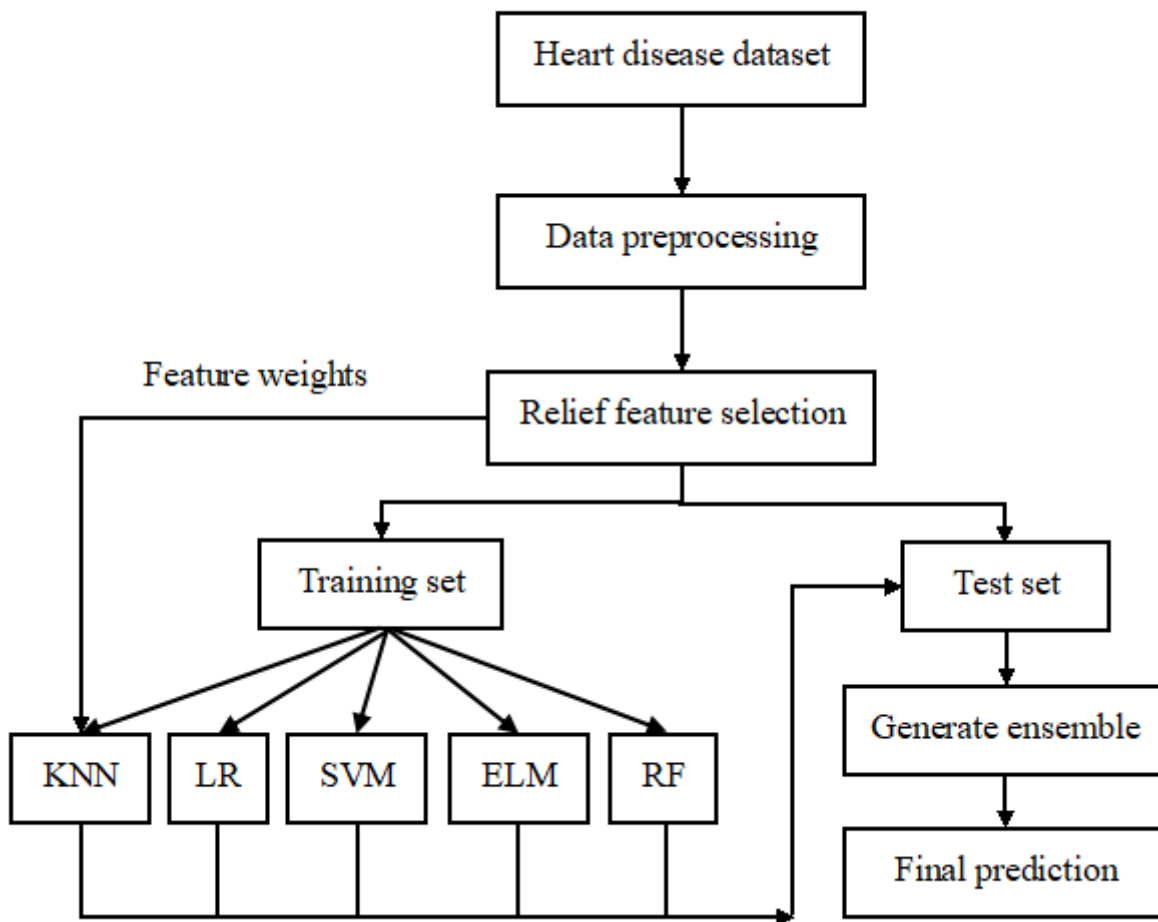 Heart disease dataset
Data preprocessing
Feature weights
Relief feature selection
Training set
Test set
Generate ensemble
KNN
LR
SVM
ELM
RF
Final prediction